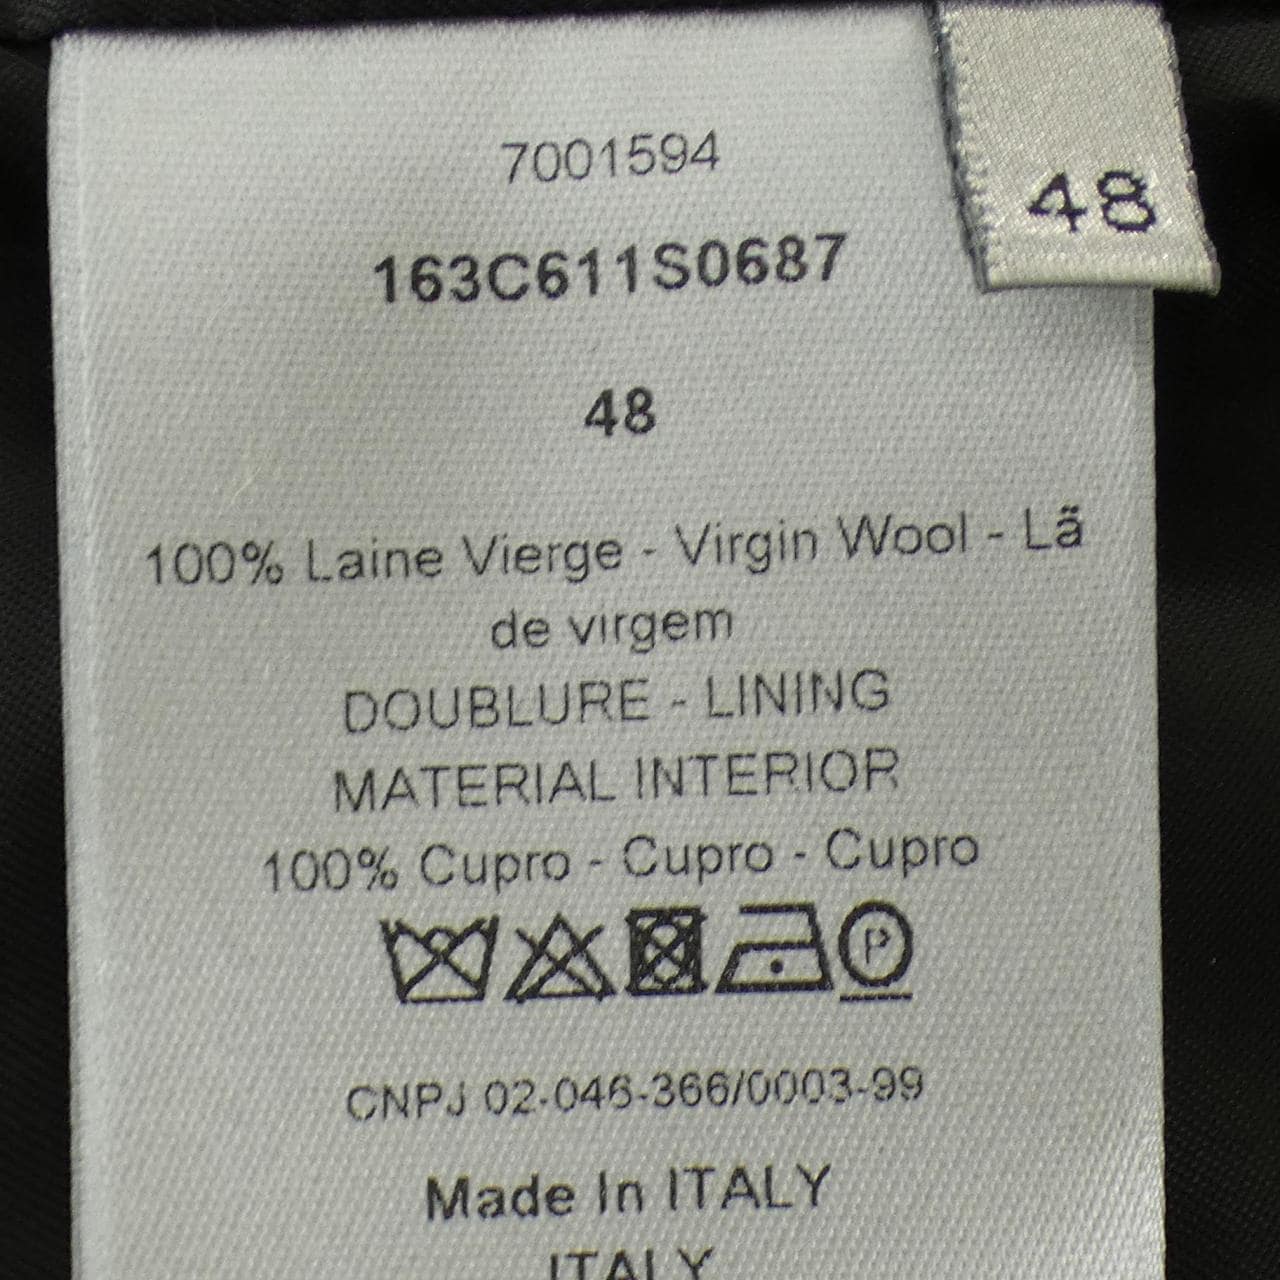 48
7001594
163C611S0687
48
100% Laine Vierge - Virgin Wool - Lã
de virgem
DOUBLURE - LINING
MATERIAL INTERIOR
100% Cupro - Cupro - Cupro
P
CNPJ 02-046-366/0003-99
Made In ITALY
ITALY